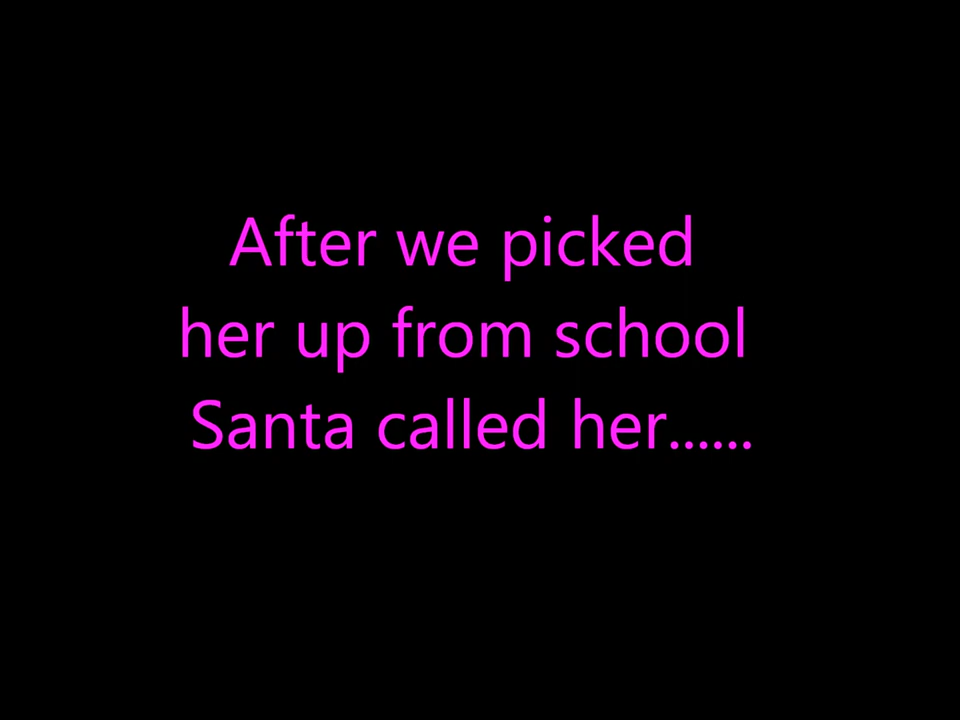 After we picked
her up from school
Santa called her......